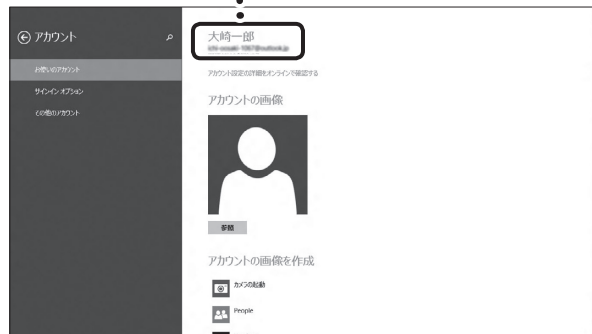 アカウント
お使いのアカウント
サインイン オプション
その他のアカウント
大崎一郎
アカウント設定の詳細をオンラインで確認する
アカウントの画像
参照
アカウントの画像を作成
カメラの起動
People